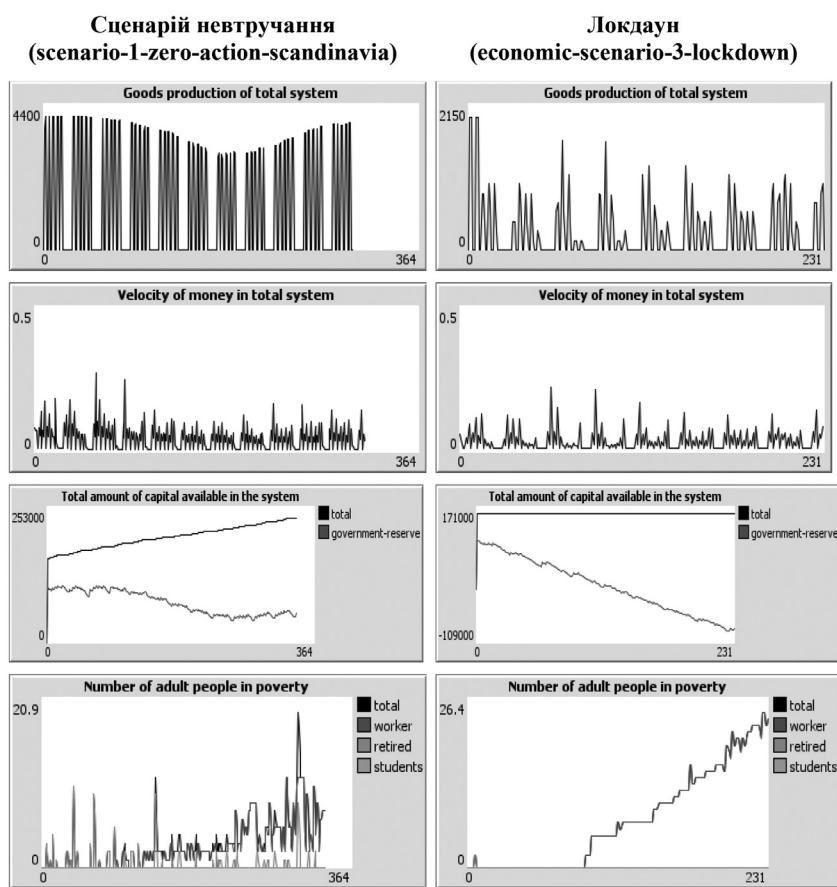 Сценарій невтручання
(scenario-1-zero-action-scandinavia)
Goods production of total system
4400
0
0
364
Velocity of money in total system
0.5
0
0
364
Total amount of capital available in the system
253000
0
0
364
total
government-reserve
Number of adult people in poverty
20.9
0
0
364
total
worker
retired
students
Локдаун
(economic-scenario-3-lockdown)
Goods production of total system
2150
0
0
231
Velocity of money in total system
0.5
0
0
231
Total amount of capital available in the system
171000
-109000
0
231
total
government-reserve
Number of adult people in poverty
26.4
0
0
231
total
worker
retired
students